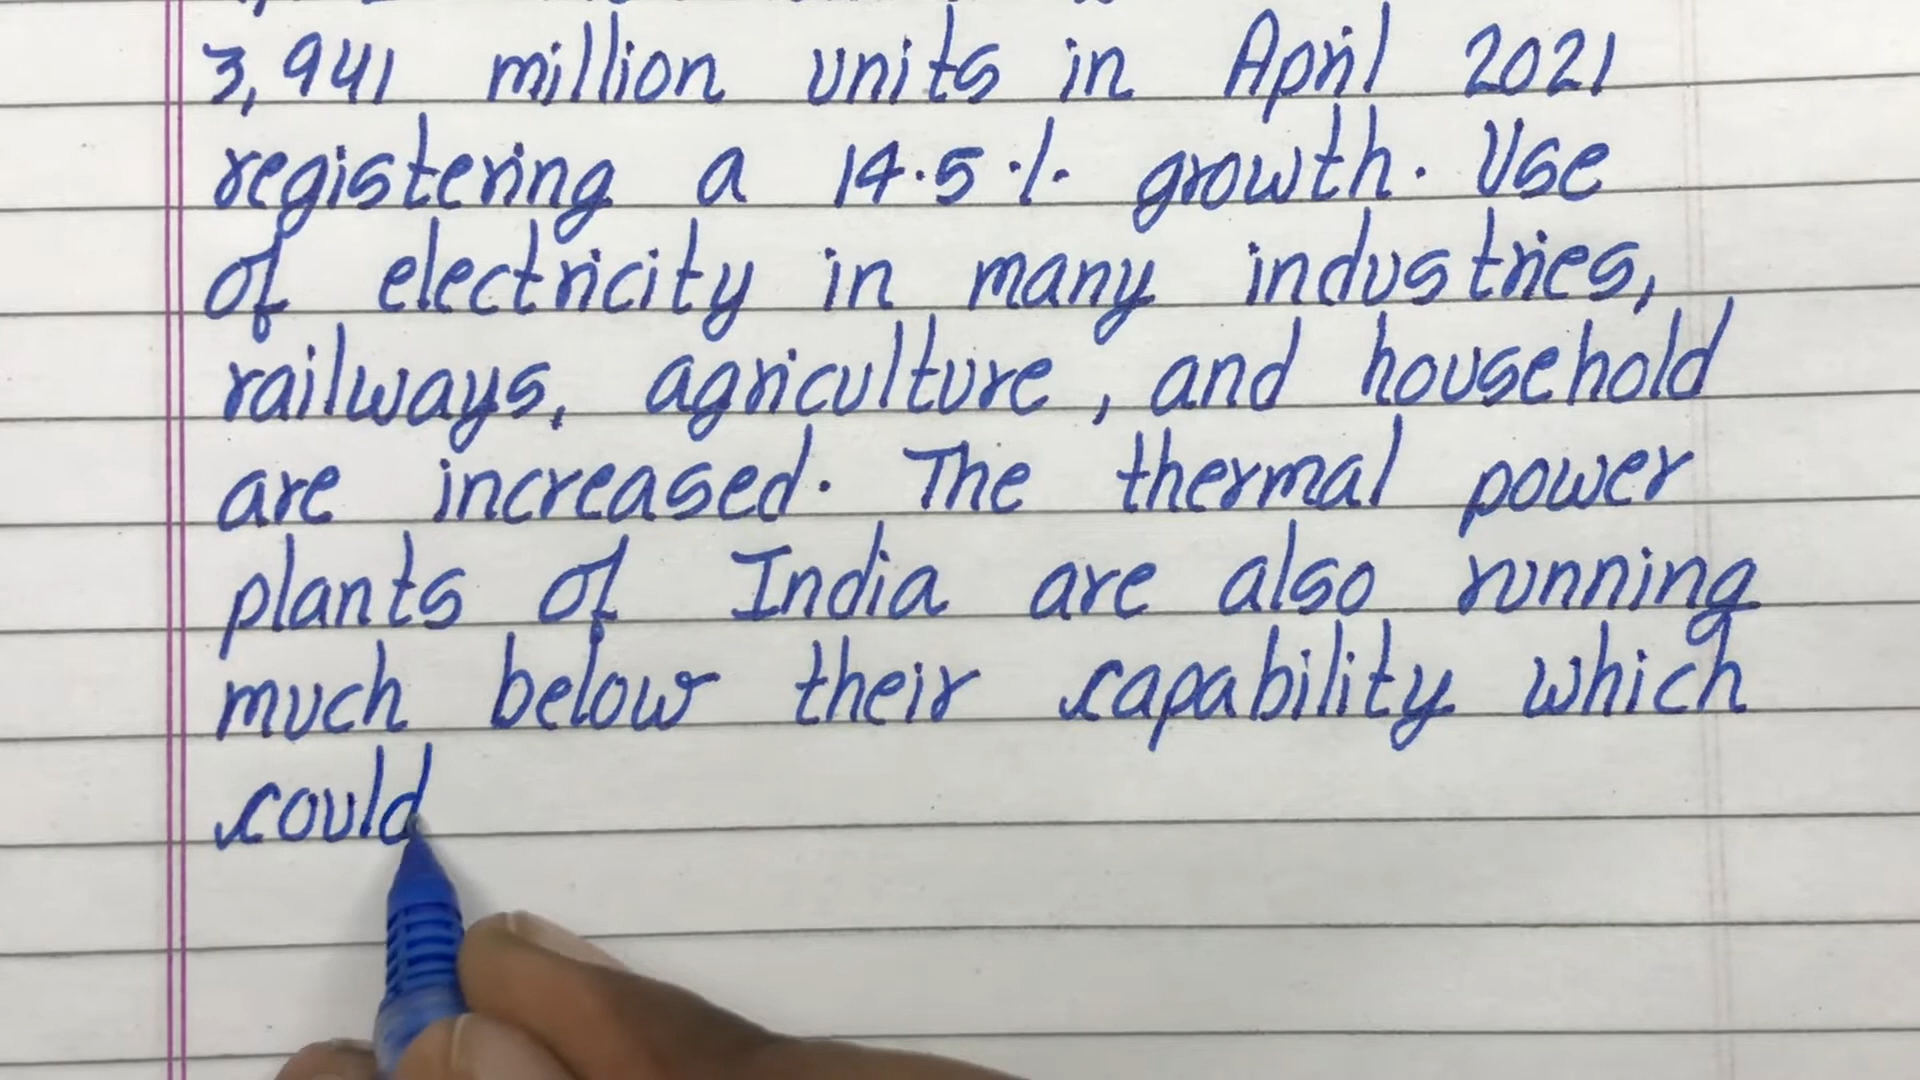 3,941 million units in April 2021
registering a 14.5% growth. Use
of electricity in many industries,
railways, agriculture, and household
are increased. The thermal power
plants of India are also running
much below their capability which
could